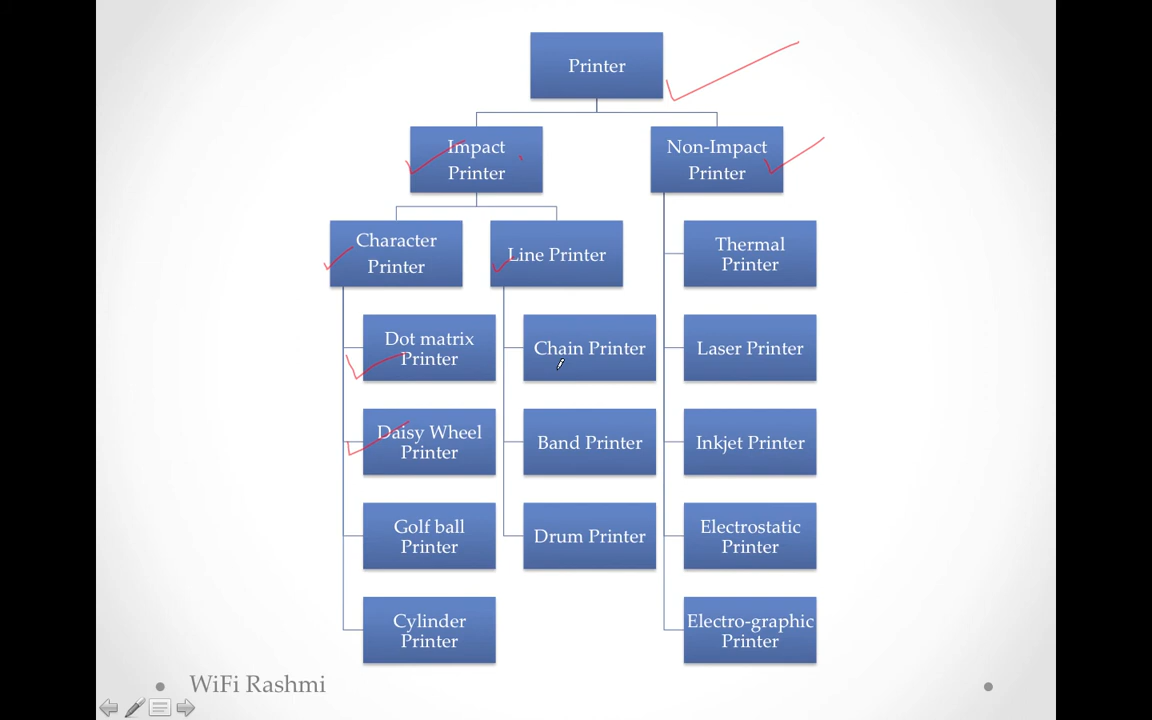 Printer
Impact
Printer
Non-Impact
Printer
Character
Printer
Line Printer
Thermal
Printer
Dot matrix
Printer
Chain Printer
Laser Printer
Daisy Wheel
Printer
Band Printer
Inkjet Printer
Golf ball
Printer
Drum Printer
Electrostatic
Printer
Cylinder
Printer
Electro-graphic
Printer
WiFi Rashmi